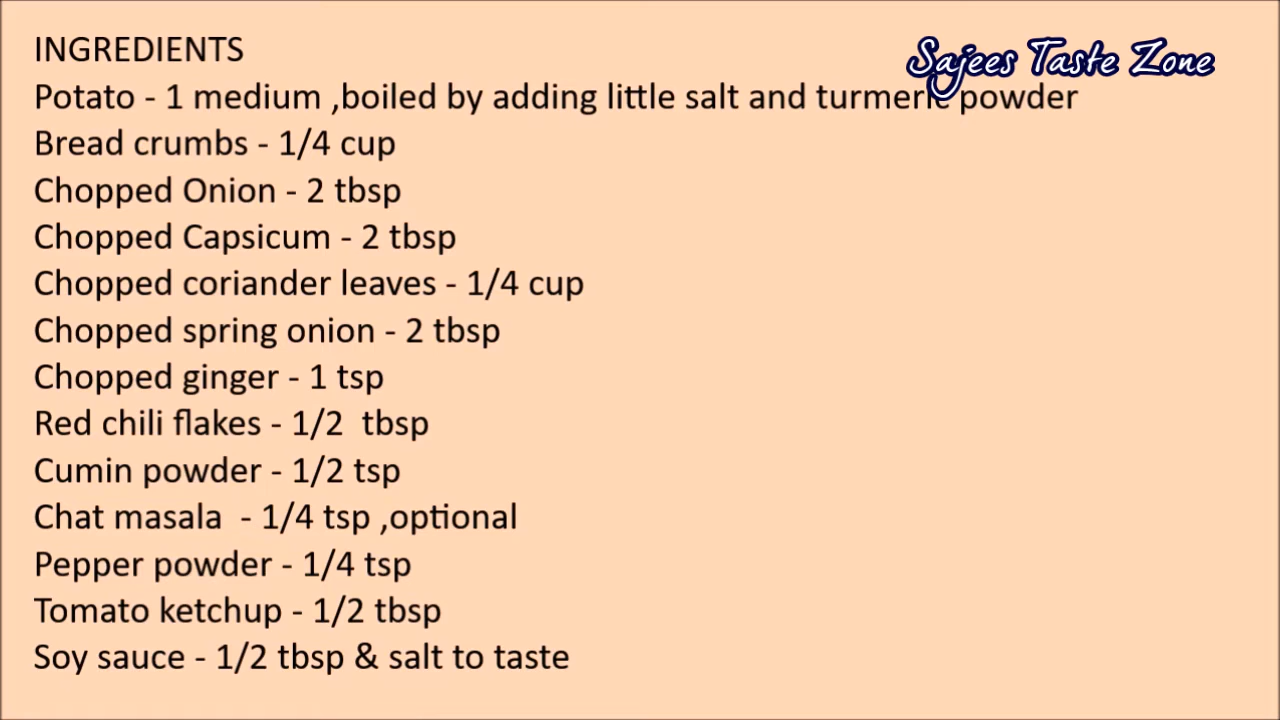 INGREDIENTS
Sajees Taste Zone
Potato - 1 medium ,boiled by adding little salt and turmeric powder
Bread crumbs - 1/4 cup
Chopped Onion - 2 tbsp
Chopped Capsicum - 2 tbsp
Chopped coriander leaves - 1/4 cup
Chopped spring onion - 2 tbsp
Chopped ginger - 1 tsp
Red chili flakes - 1/2  tbsp
Cumin powder - 1/2 tsp
Chat masala  - 1/4 tsp ,optional
Pepper powder - 1/4 tsp
Tomato ketchup - 1/2 tbsp
Soy sauce - 1/2 tbsp & salt to taste